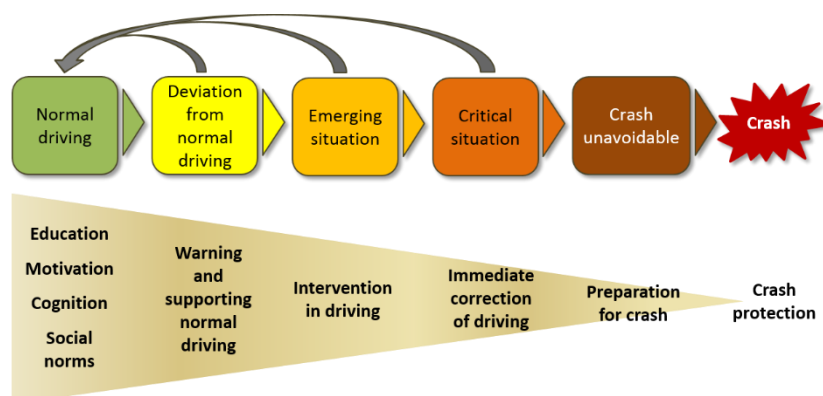 Normal
driving
Deviation
from
normal
driving
Emerging
situation
Critical
situation
Crash
unavoidable
Crash
Education
Motivation
Cognition
Social
norms
Warning
and
supporting
normal
driving
Intervention
in driving
Immediate
correction
of driving
Preparation
for crash
Crash
protection